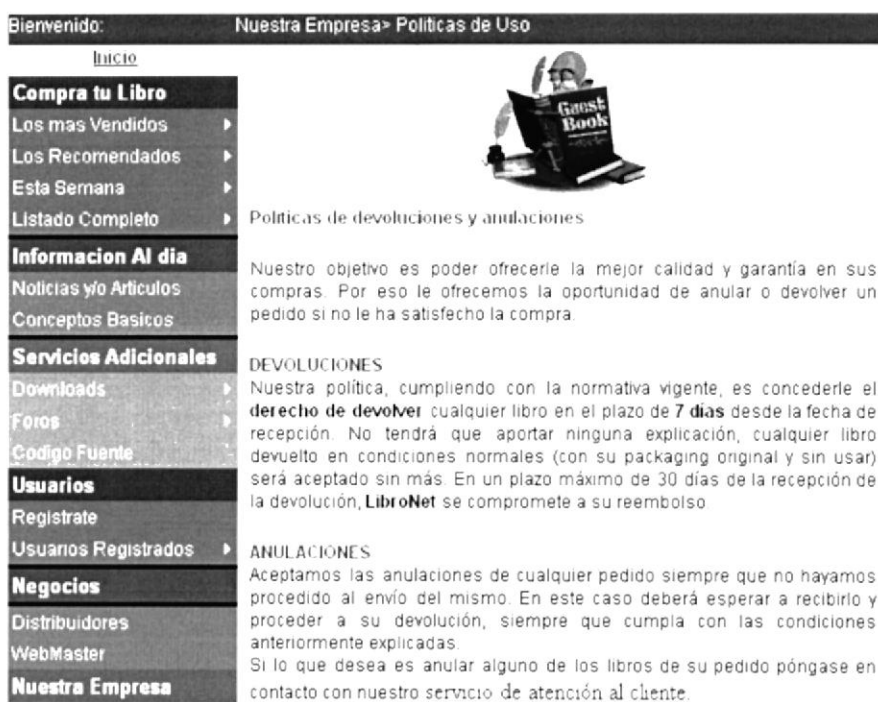 Bienvenido: Nuestra Empresa> Politicas de Uso
Inicio
Compra tu Libro
Los mas Vendidos
Los Recomendados
Esta Semana
Listado Completo
Informacion Al dia
Noticias y/o Articulos
Conceptos Basicos
Servicios Adicionales
Downloads
Foros
Codigo Fuente
Usuarios
Registrate
Usuarios Registrados
Negocios
Distribuidores
WebMaster
Nuestra Empresa
Guest
Book
Políticas de devoluciones y anulaciones
Nuestro objetivo es poder ofrecerle la mejor calidad y garantía en sus
compras. Por eso le ofrecemos la oportunidad de anular o devolver un
pedido si no le ha satisfecho la compra.
DEVOLUCIONES
Nuestra política, cumpliendo con la normativa vigente, es concederle el
derecho de devolver cualquier libro en el plazo de 7 días desde la fecha de
recepción. No tendrá que aportar ninguna explicación, cualquier libro
devuelto en condiciones normales (con su packaging original y sin usar)
será aceptado sin más. En un plazo máximo de 30 días de la recepción de
la devolución, LibroNet se compromete a su reembolso
ANULACIONES
Aceptamos las anulaciones de cualquier pedido siempre que no hayamos
procedido al envío del mismo. En este caso deberá esperar a recibirlo y
proceder a su devolución, siempre que cumpla con las condiciones
anteriormente explicadas.
Si lo que desea es anular alguno de los libros de su pedido póngase en
contacto con nuestro servicio de atención al cliente.